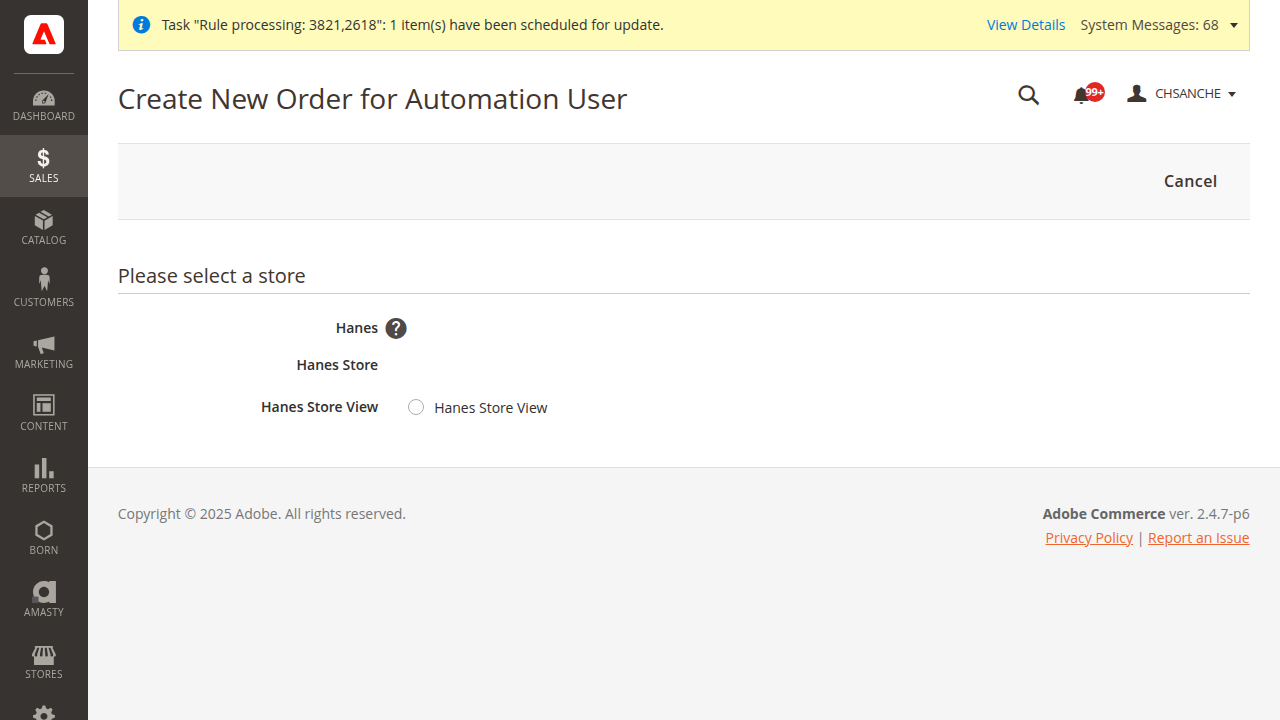 Task "Rule processing: 3821,2618": 1 item(s) have been scheduled for update. View Details System Messages: 68
Create New Order for Automation User
99+
CHSANCHE
Cancel
DASHBOARD
SALES
CATALOG
CUSTOMERS
MARKETING
CONTENT
REPORTS
BORN
AMASTY
STORES
Please select a store
Hanes ?
Hanes Store
Hanes Store View Hanes Store View
Copyright © 2025 Adobe. All rights reserved.
Adobe Commerce ver. 2.4.7-p6
Privacy Policy | Report an Issue